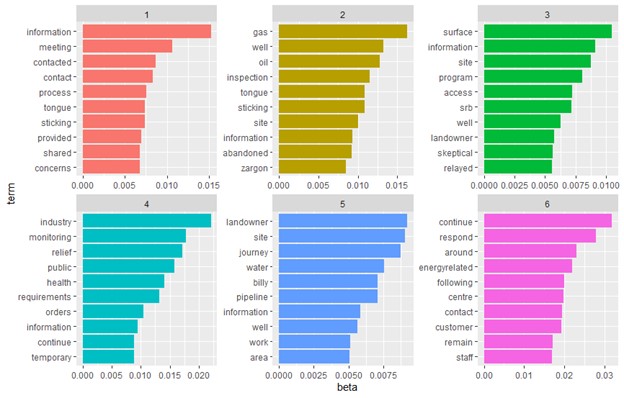 1
information
meeting
contacted
contact
process
tongue
sticking
provided
shared
concerns
0.000 0.005 0.010 0.015
2
gas
well
oil
inspection
tongue
sticking
site
information
abandoned
zargon
0.000 0.005 0.010 0.015
3
surface
information
site
program
access
srb
well
landowner
skeptical
relayed
0.0000 0.0025 0.0050 0.0075 0.0100
term
4
industry
monitoring
relief
public
health
requirements
orders
information
continue
temporary
0.000 0.005 0.010 0.015 0.020
5
landowner
site
journey
water
billy
pipeline
information
well
work
area
0.0000 0.0025 0.0050 0.0075
6
continue
respond
around
energyrelated
following
centre
contact
customer
remain
staff
0.00 0.01 0.02 0.03
beta